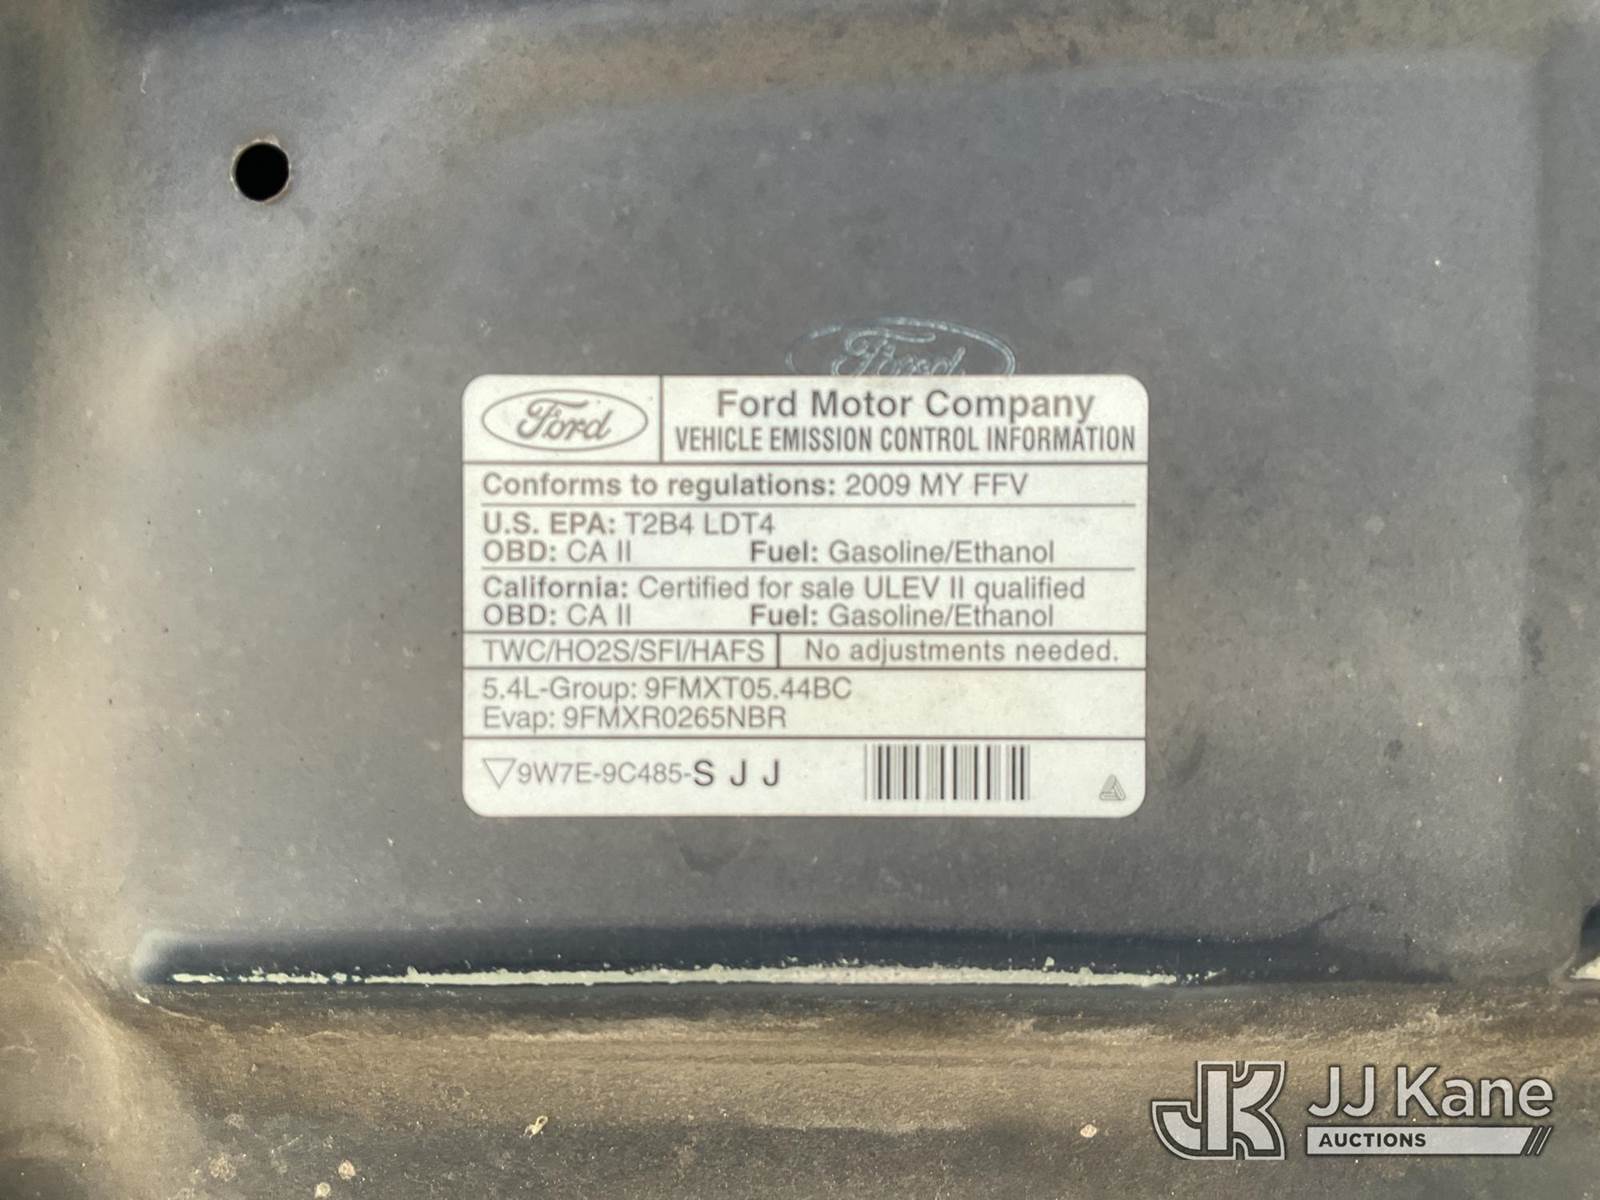 Ford
Ford
Ford Motor Company
VEHICLE EMISSION CONTROL INFORMATION
Conforms to regulations: 2009 MY FFV
U.S. EPA: T2B4 LDT4
OBD: CA II Fuel: Gasoline/Ethanol
California: Certified for sale ULEV II qualified
OBD: CA II Fuel: Gasoline/Ethanol
TWC/HO2S/SFI/HAFS No adjustments needed.
5.4L-Group: 9FMXT05.44BC
Evap: 9FMXR0265NBR
▽9W7E-9C485-S J J
JK JJ Kane
AUCTIONS